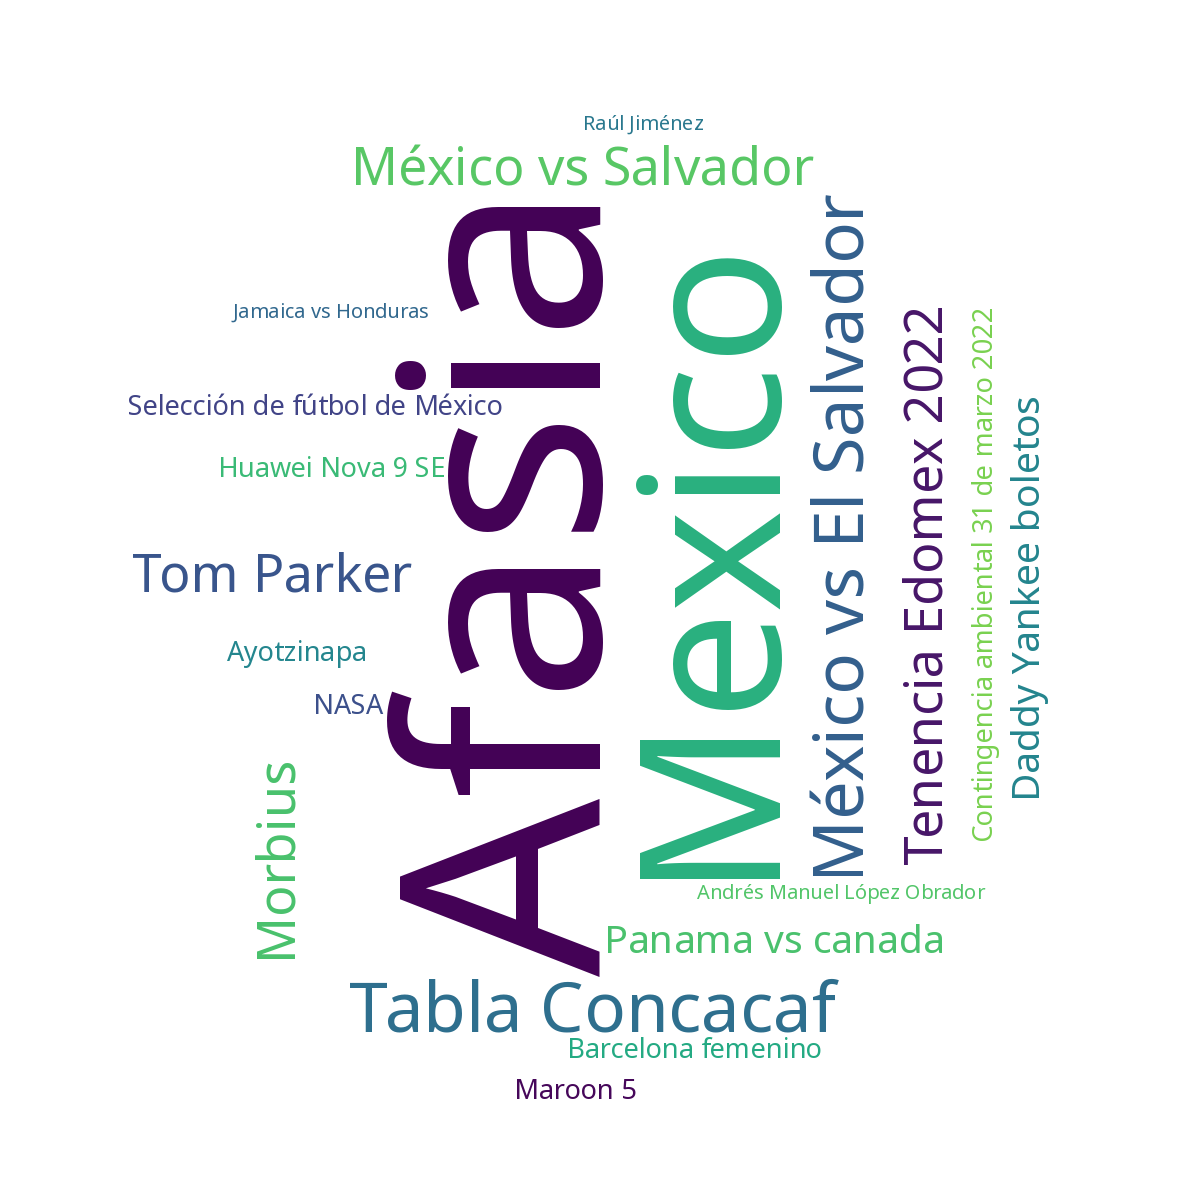 Raúl Jiménez
México vs Salvador
Jamaica vs Honduras
Selección de fútbol de México
Huawei Nova 9 SE
Tom Parker
Ayotzinapa
NASA
Morbius
Afasia
Mexico
México vs El Salvador
Tenencia Edomex 2022
Contingencia ambiental 31 de marzo 2022
Daddy Yankee boletos
Andrés Manuel López Obrador
Panama vs canada
Tabla Concacaf
Barcelona femenino
Maroon 5